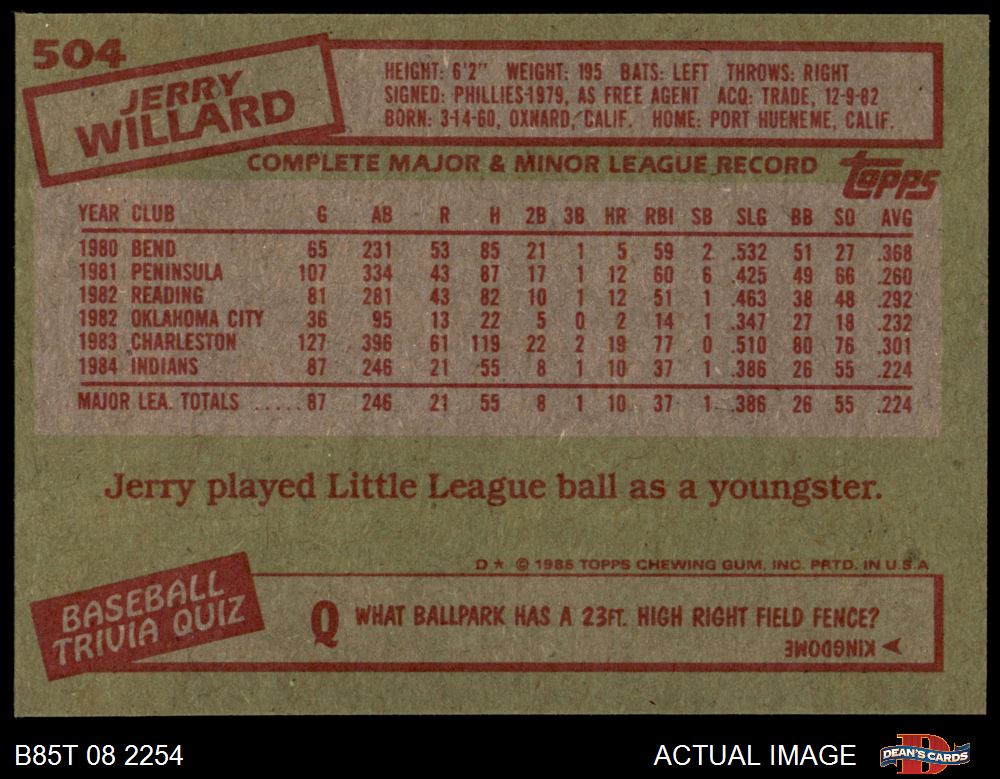 504
JERRY
WILLARD
HEIGHT: 6'2" WEIGHT: 195 BATS: LEFT THROWS: RIGHT
SIGNED: PHILLIES-1979, AS FREE AGENT ACQ: TRADE, 12-9-82
BORN: 3-14-60, OXNARD, CALIF. HOME: PORT HUENEME, CALIF.
COMPLETE MAJOR & MINOR LEAGUE RECORD
TOPPS
YEAR CLUB G AB R H 2B 3B HR RBI SB SLG BB SO AVG
1980 BEND 65 231 53 85 21 1 5 59 2 .532 51 27 .368
1981 PENINSULA 107 334 43 87 17 1 12 60 6 .425 49 66 .260
1982 READING 81 281 43 82 10 1 12 51 1 .463 38 48 .292
1982 OKLAHOMA CITY 36 95 13 22 5 0 2 14 1 .347 27 18 .232
1983 CHARLESTON 127 396 61 119 22 2 19 77 0 .510 80 76 .301
1984 INDIANS 87 246 21 55 8 1 10 37 1 .386 26 55 .224
MAJOR LEA. TOTALS .....87 246 21 55 8 1 10 37 1 .386 26 55 .224
Jerry played Little League ball as a youngster.
D★ © 1985 TOPPS CHEWING GUM, INC. PRTD. IN U.S.A
BASEBALL
TRIVIA QUIZ
Q WHAT BALLPARK HAS A 23FT. HIGH RIGHT FIELD FENCE?
KINGDOME
B85T 08 2254
ACTUAL IMAGE
DEAN'S CARDS